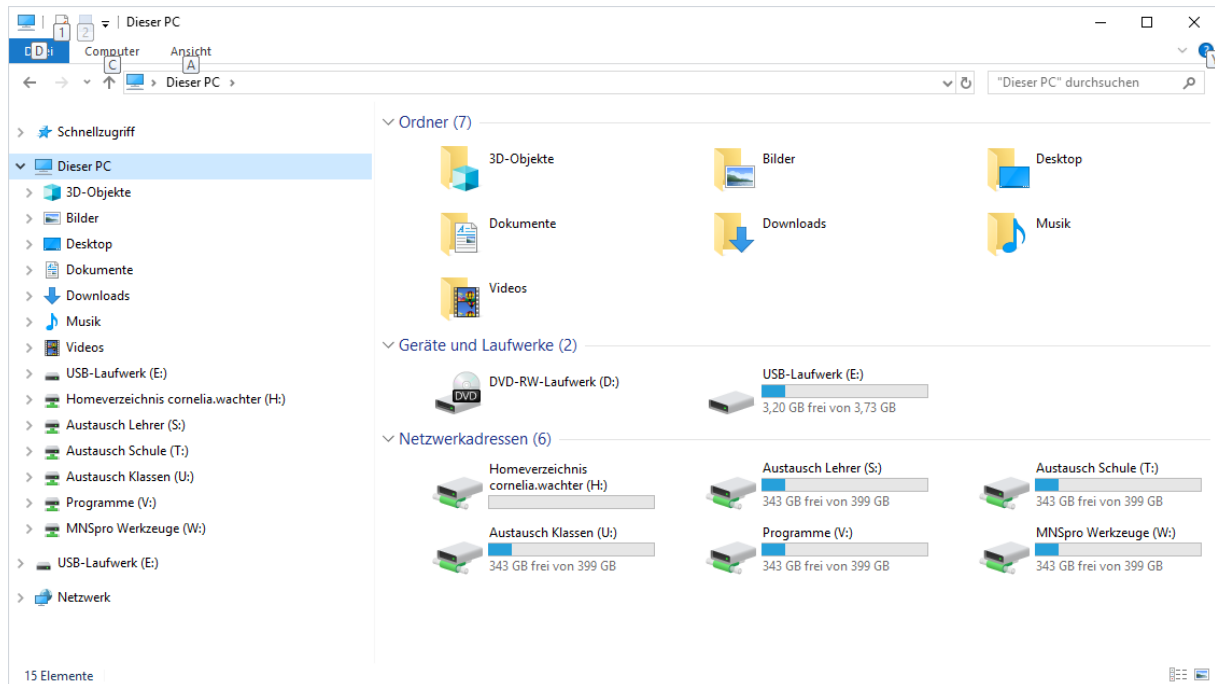 Dieser PC
1
2
Datei
D
Computer
C
Ansicht
A
?
Y
Dieser PC
"Dieser PC" durchsuchen
Schnellzugriff
Dieser PC
3D-Objekte
Bilder
Desktop
Dokumente
Downloads
Musik
Videos
USB-Laufwerk (E:)
Homeverzeichnis cornelia.wachter (H:)
Austausch Lehrer (S:)
Austausch Schule (T:)
Austausch Klassen (U:)
Programme (V:)
MNSpro Werkzeuge (W:)
USB-Laufwerk (E:)
Netzwerk
Ordner (7)
3D-Objekte
Bilder
Desktop
Dokumente
Downloads
Musik
Videos
Geräte und Laufwerke (2)
DVD
DVD-RW-Laufwerk (D:)
USB-Laufwerk (E:)
3,20 GB frei von 3,73 GB
Netzwerkadressen (6)
Homeverzeichnis
cornelia.wachter (H:)
Austausch Lehrer (S:)
343 GB frei von 399 GB
Austausch Schule (T:)
343 GB frei von 399 GB
Austausch Klassen (U:)
343 GB frei von 399 GB
Programme (V:)
343 GB frei von 399 GB
MNSpro Werkzeuge (W:)
343 GB frei von 399 GB
15 Elemente